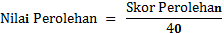 Nilai Perolehan = Skor Perolehan / 40